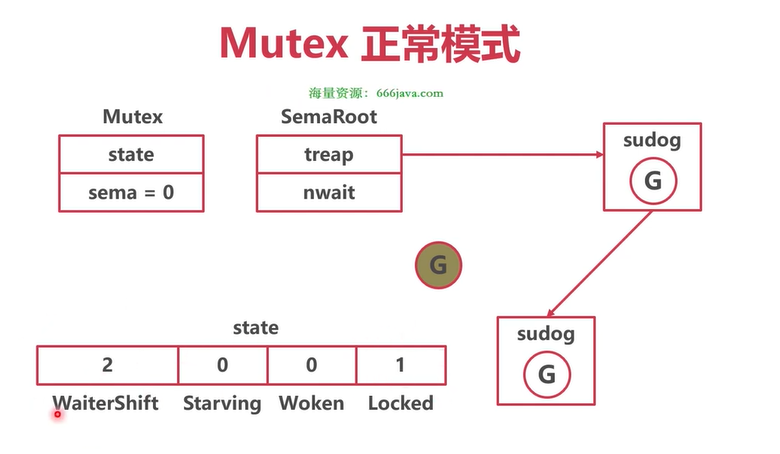 Mutex 正常模式
海量资源：666java.com
Mutex
state
sema = 0
SemaRoot
treap
nwait
sudog
G
G
sudog
G
state
2 0 0 1
WaiterShift Starving Woken Locked